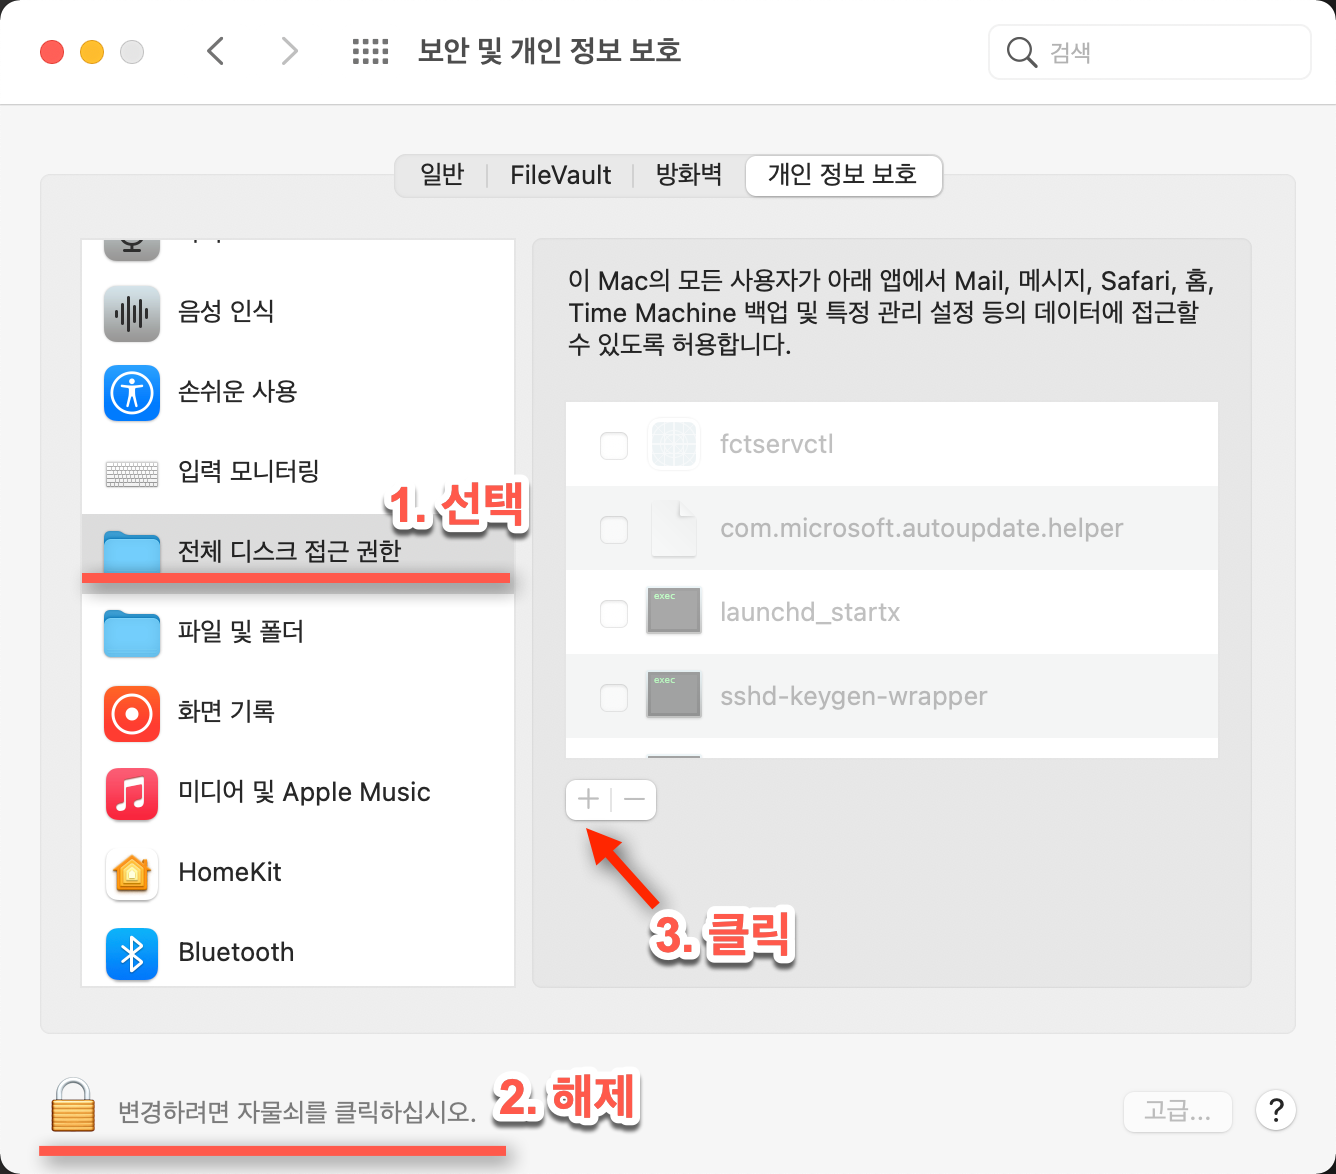 보안 및 개인 정보 보호
검색
일반
FileVault
방화벽
개인 정보 보호
음성 인식
손쉬운 사용
입력 모니터링
1. 선택
전체 디스크 접근 권한
파일 및 폴더
화면 기록
미디어 및 Apple Music
HomeKit
Bluetooth
이 Mac의 모든 사용자가 아래 앱에서 Mail, 메시지, Safari, 홈,
Time Machine 백업 및 특정 관리 설정 등의 데이터에 접근할
수 있도록 허용합니다.
fctservctl
com.microsoft.autoupdate.helper
exec
launchd_startx
exec
sshd-keygen-wrapper
3. 클릭
변경하려면 자물쇠를 클릭하십시오.
2. 해제
고급...
?